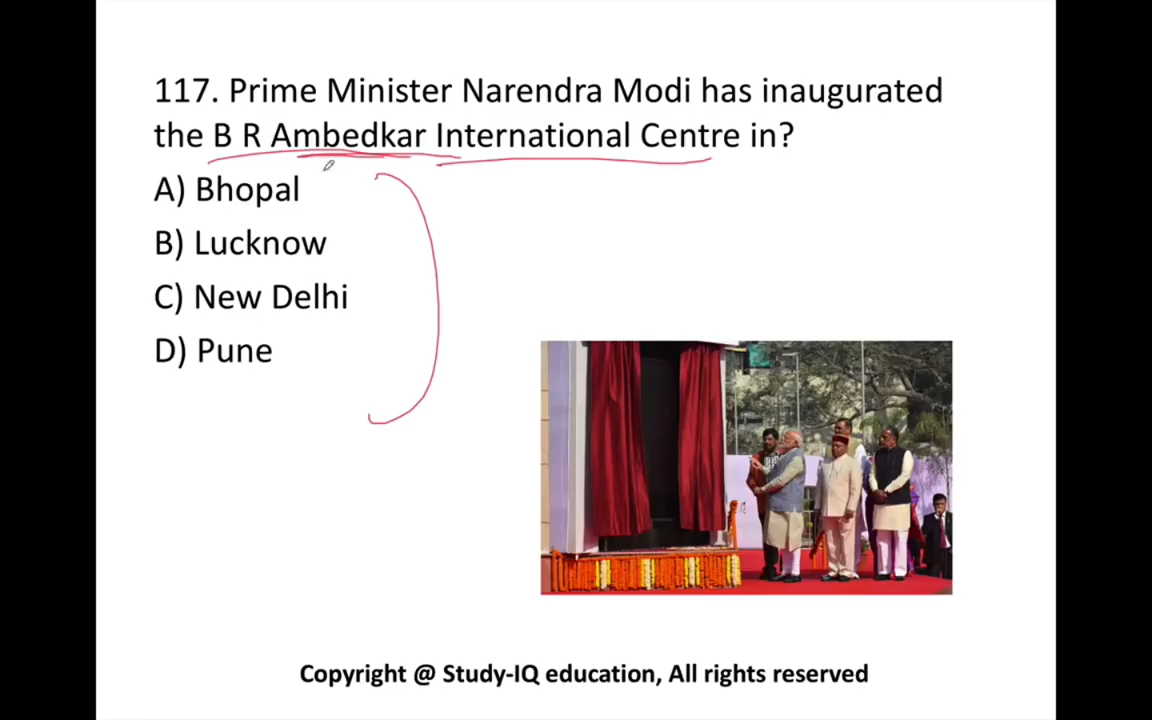 117. Prime Minister Narendra Modi has inaugurated
the B R Ambedkar International Centre in?
A) Bhopal
B) Lucknow
C) New Delhi
D) Pune
Copyright @ Study-IQ education, All rights reserved